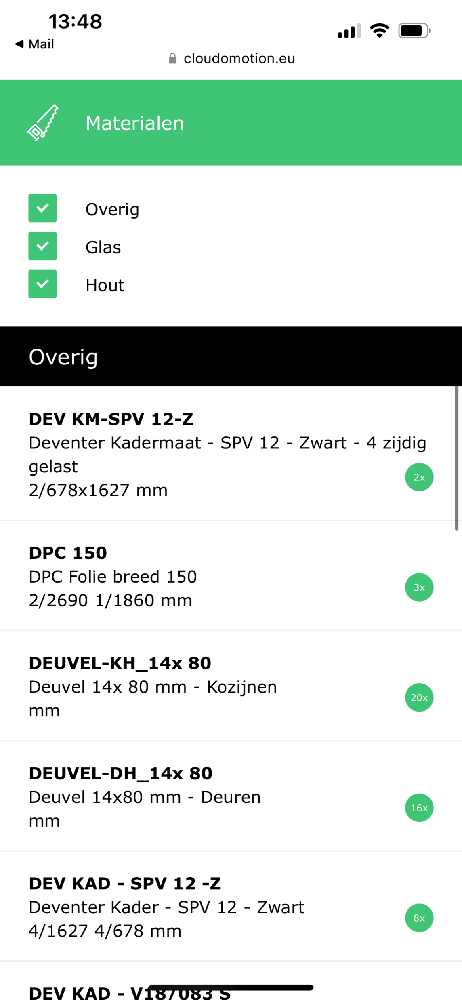 13:48
◀ Mail
cloudomotion.eu
Materialen
Overig
Glas
Hout
Overig
DEV KM-SPV 12-Z
Deventer Kadermaat - SPV 12 - Zwart - 4 zijdig
gelast
2/678x1627 mm
2x
DPC 150
DPC Folie breed 150
2/2690 1/1860 mm
3x
DEUVEL-KH_14x 80
Deuvel 14x 80 mm - Kozijnen
mm
20x
DEUVEL-DH_14x 80
Deuvel 14x80 mm - Deuren
mm
16x
DEV KAD - SPV 12 -Z
Deventer Kader - SPV 12 - Zwart
4/1627 4/678 mm
8x
DEV KAD -